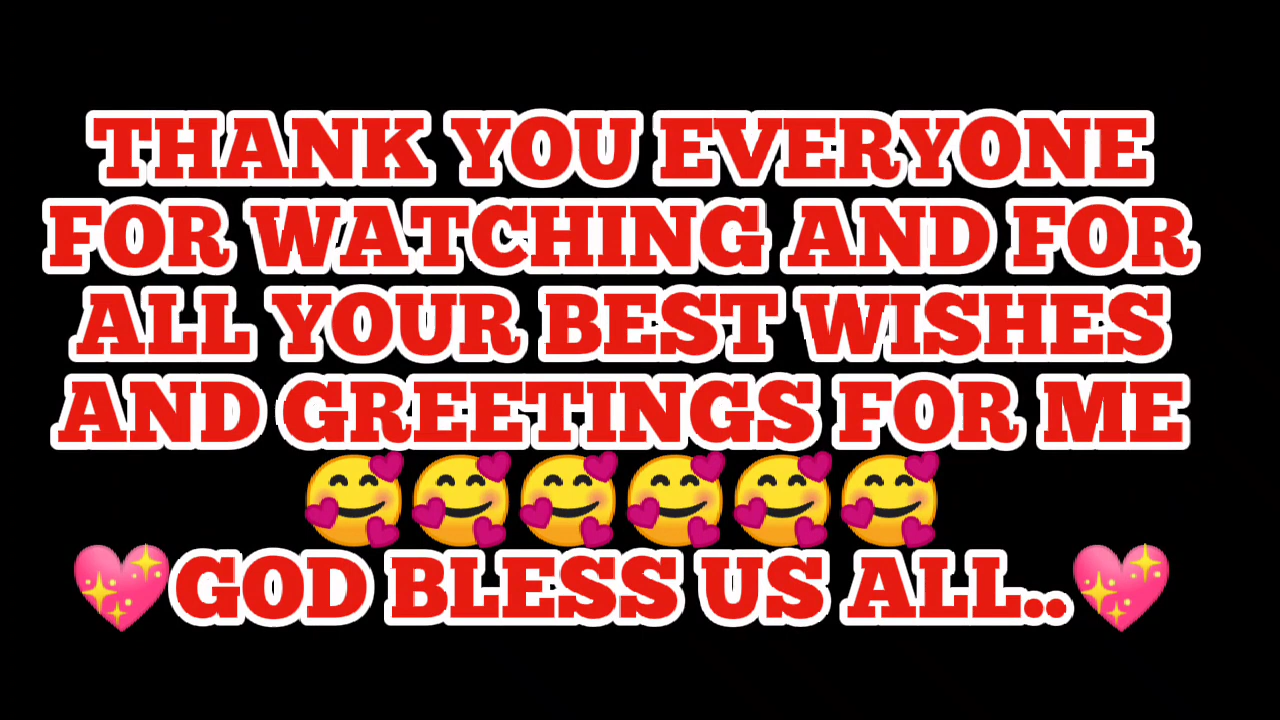 THANK YOU EVERYONE
FOR WATCHING AND FOR
ALL YOUR BEST WISHES
AND GREETINGS FOR ME
🥰🥰🥰🥰🥰🥰
💖GOD BLESS US ALL..💖